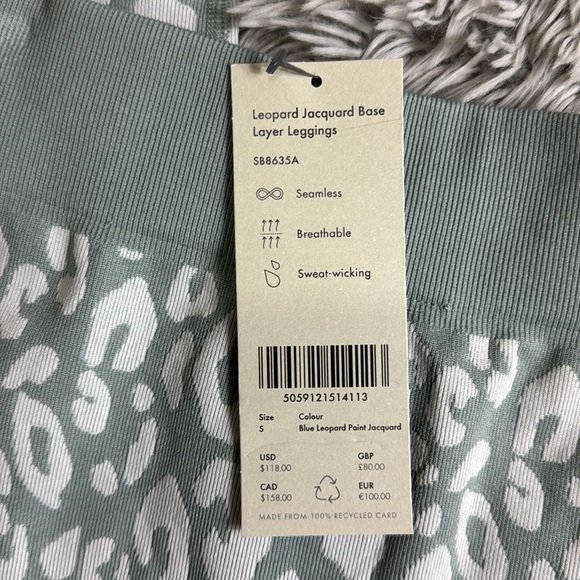 Leopard Jacquard Base
Layer Leggings
SB8635A
Seamless
Breathable
Sweat-wicking
5059121514113
Size Colour
S Blue Leopard Paint Jacquard
USD GBP
$118.00 £80.00
CAD EUR
$158.00 €100.00
MADE FROM 100% RECYCLED CARD